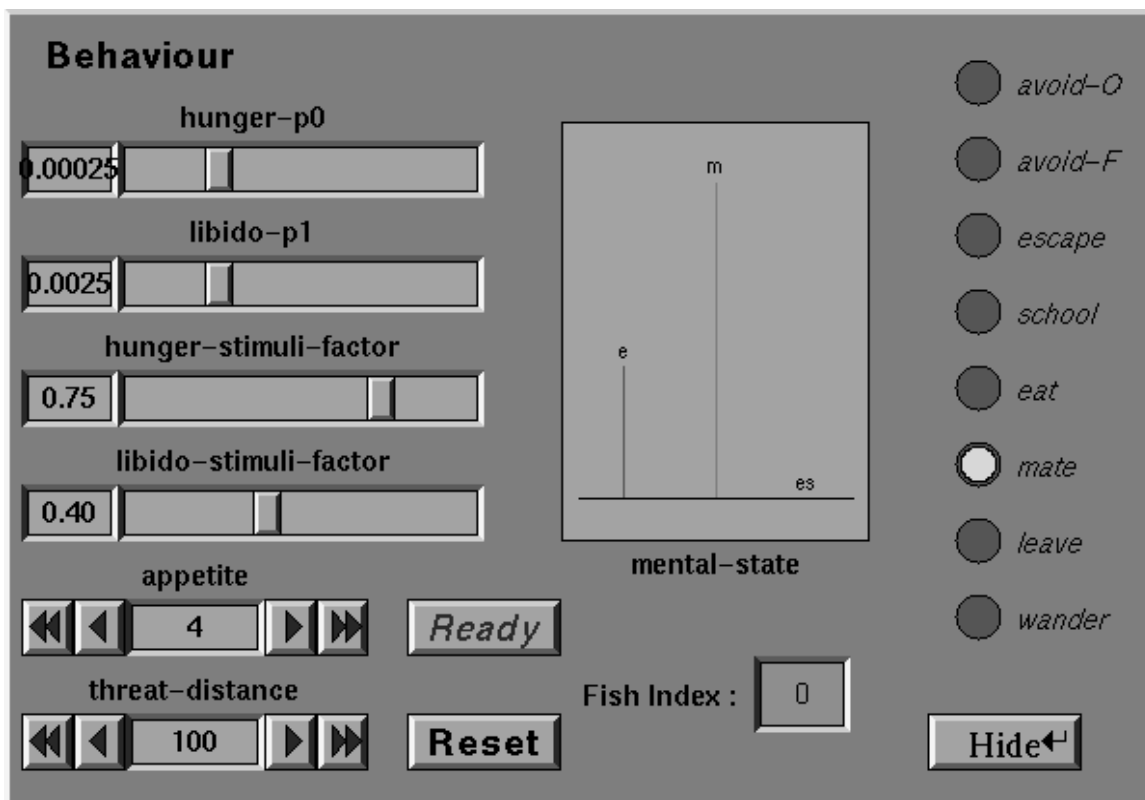 Behaviour
hunger-p0
0.00025
libido-p1
0.0025
hunger-stimuli-factor
0.75
libido-stimuli-factor
0.40
appetite
4
Ready
threat-distance
100
Reset
m
e
es
mental-state
Fish Index :
0
avoid-O
avoid-F
escape
school
eat
mate
leave
wander
Hide↵